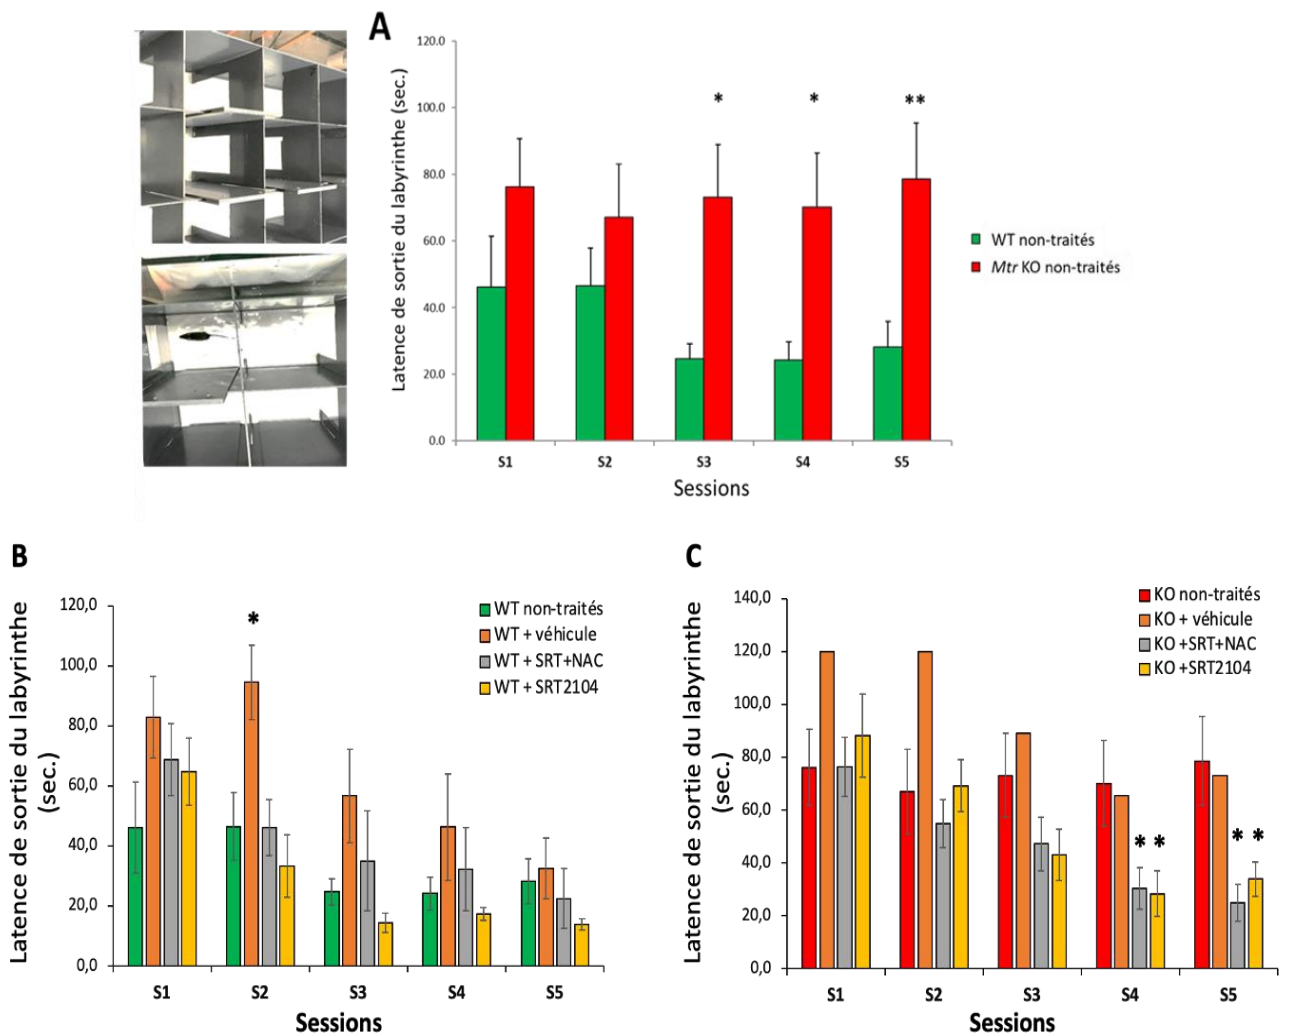 A
Latence de sortie du labyrinthe (sec.)
120.0
100.0
80.0
60.0
40.0
20.0
0.0
* * **
S1 S2 S3 S4 S5
Sessions
WT non-traités
Mtr KO non-traités
B
Latence de sortie du labyrinthe
(sec.)
120,0
100,0
80,0
60,0
40,0
20,0
0,0
*
S1 S2 S3 S4 S5
Sessions
WT non-traités
WT + véhicule
WT + SRT+NAC
WT + SRT2104
C
Latence de sortie du labyrinthe
(sec.)
140,0
120,0
100,0
80,0
60,0
40,0
20,0
0,0
* * * *
S1 S2 S3 S4 S5
Sessions
KO non-traités
KO + véhicule
KO +SRT+NAC
KO +SRT2104